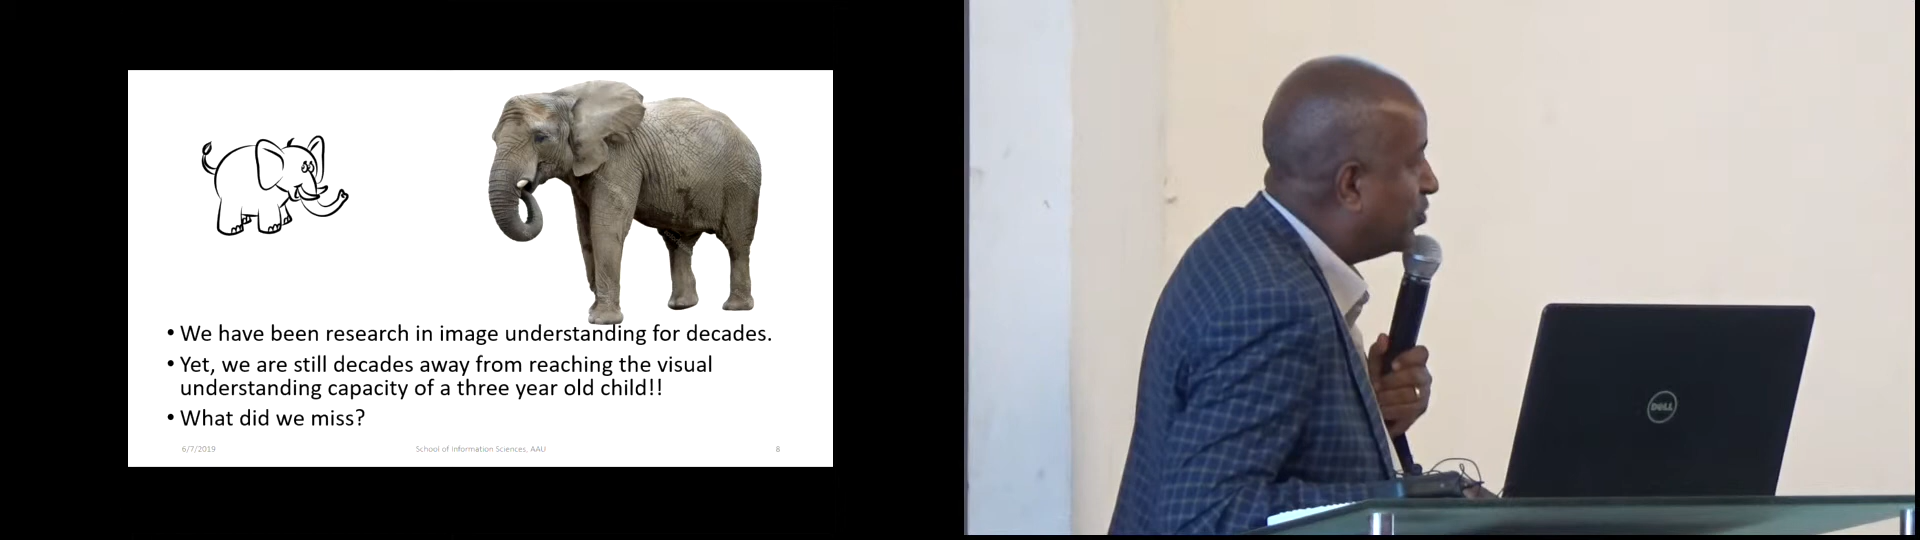 • We have been research in image understanding for decades.
• Yet, we are still decades away from reaching the visual
understanding capacity of a three year old child!!
• What did we miss?
6/7/2019 School of Information Sciences, AAU 8
DELL